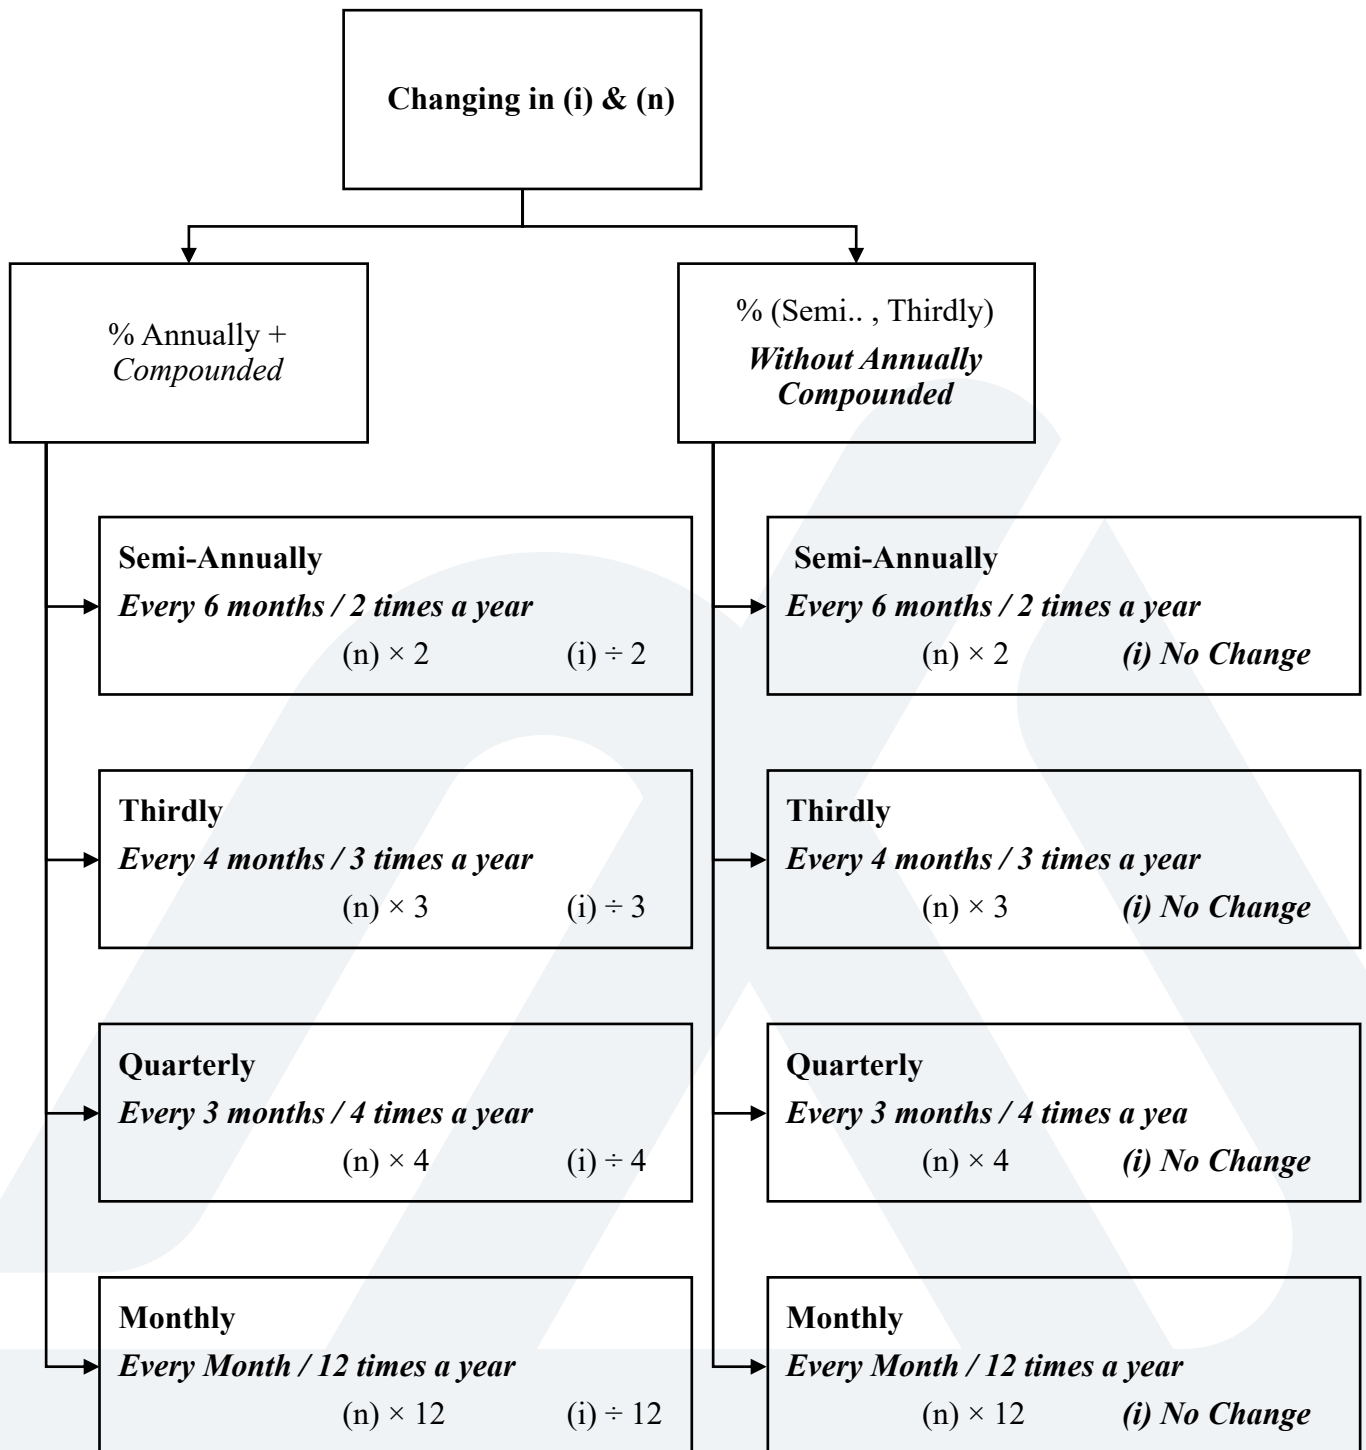 Changing in (i) & (n)
% Annually +
Compounded
% (Semi.. , Thirdly)
Without Annually
Compounded
Semi-Annually
Every 6 months / 2 times a year
(n) × 2 (i) ÷ 2
Thirdly
Every 4 months / 3 times a year
(n) × 3 (i) ÷ 3
Quarterly
Every 3 months / 4 times a year
(n) × 4 (i) ÷ 4
Monthly
Every Month / 12 times a year
(n) × 12 (i) ÷ 12
Semi-Annually
Every 6 months / 2 times a year
(n) × 2 (i) No Change
Thirdly
Every 4 months / 3 times a year
(n) × 3 (i) No Change
Quarterly
Every 3 months / 4 times a yea
(n) × 4 (i) No Change
Monthly
Every Month / 12 times a year
(n) × 12 (i) No Change